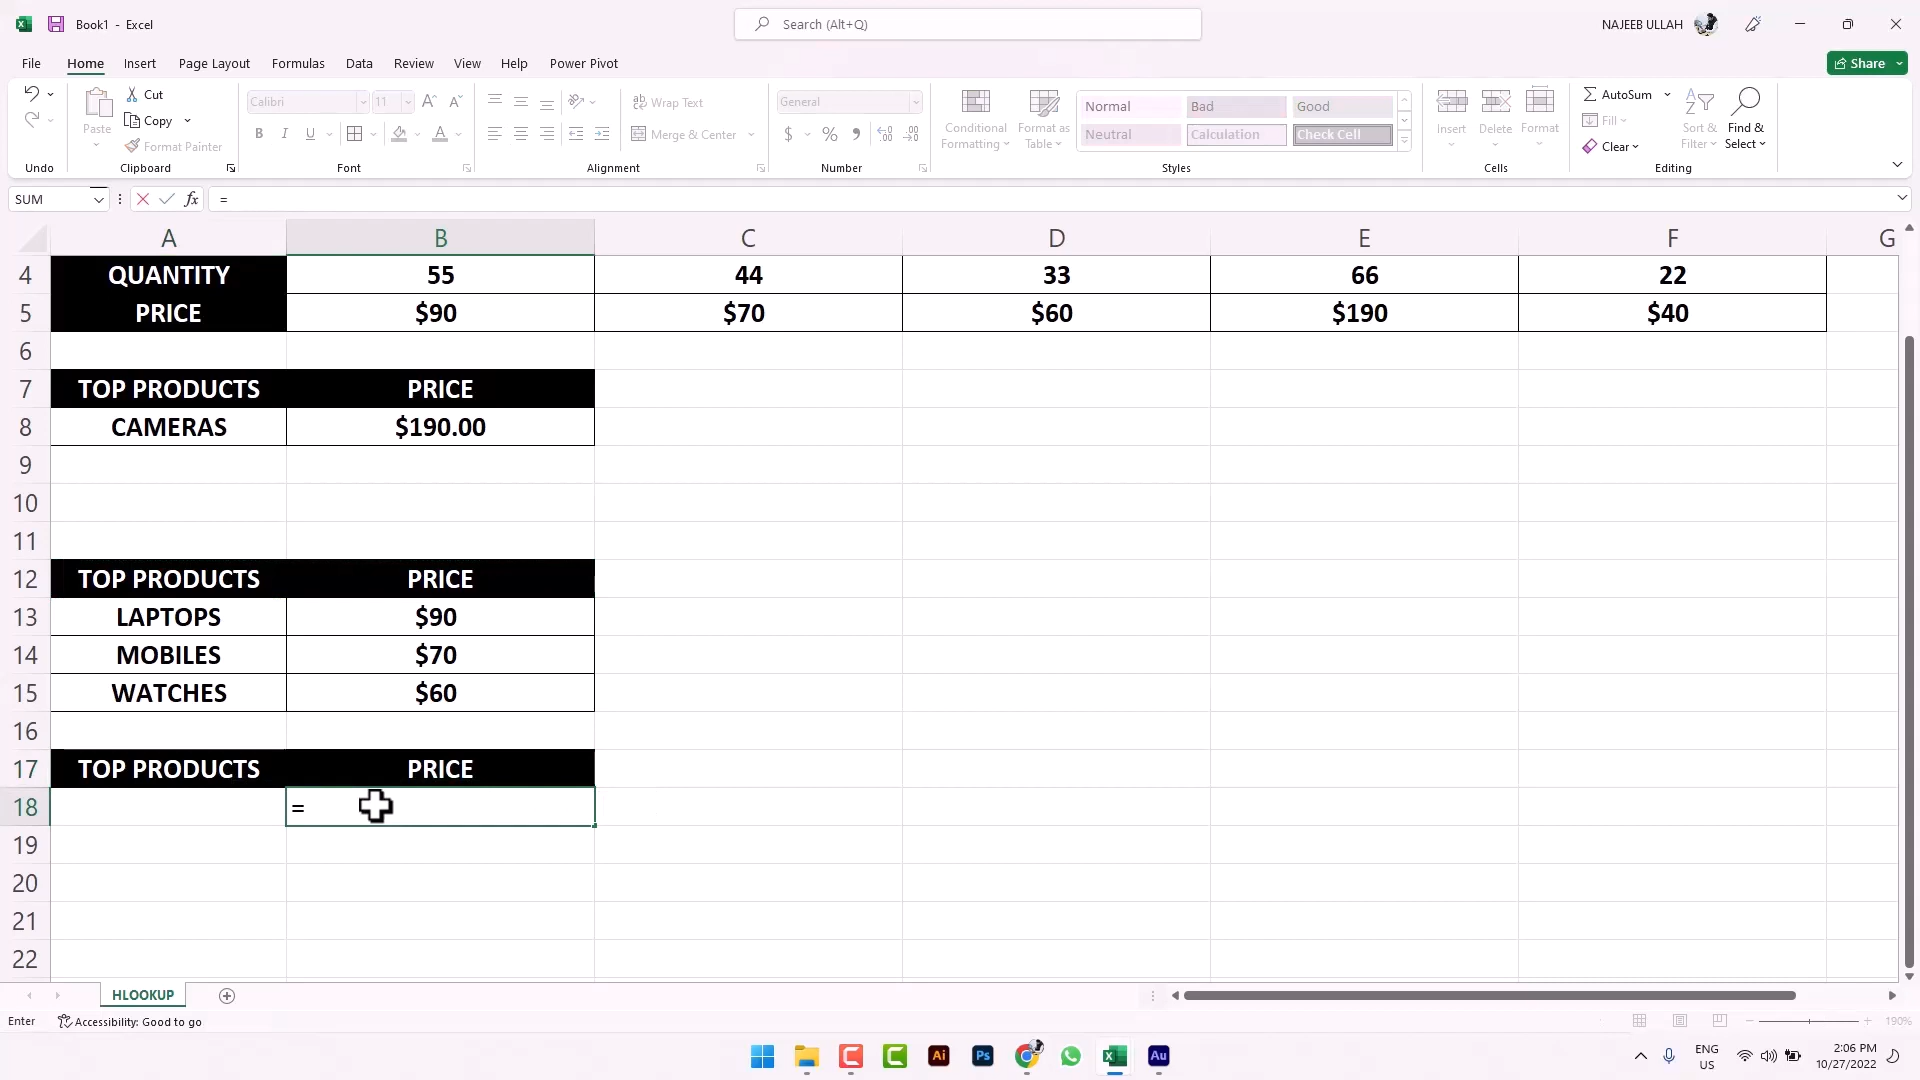 Book1 - Excel
Search (Alt+Q)
NAJEEB ULLAH
File Home Insert Page Layout Formulas Data Review View Help Power Pivot
Share
Cut
Copy
Format Painter
Paste
Calibri 11
Wrap Text
Merge & Center
General
Conditional Formatting
Format as Table
Normal Bad Good
Neutral Calculation Check Cell
Insert Delete Format
AutoSum
Fill
Clear
Sort & Filter
Find & Select
Undo Clipboard Font Alignment Number Styles Cells Editing
SUM fx =
A B C D E F G
4 QUANTITY 55 44 33 66 22
5 PRICE $90 $70 $60 $190 $40
6
7 TOP PRODUCTS PRICE
8 CAMERAS $190.00
9
10
11
12 TOP PRODUCTS PRICE
13 LAPTOPS $90
14 MOBILES $70
15 WATCHES $60
16
17 TOP PRODUCTS PRICE
18 =
19
20
21
22
HLOOKUP
Enter Accessibility: Good to go 190%
Ai Ps Au
ENG
US
2:06 PM
10/27/2022